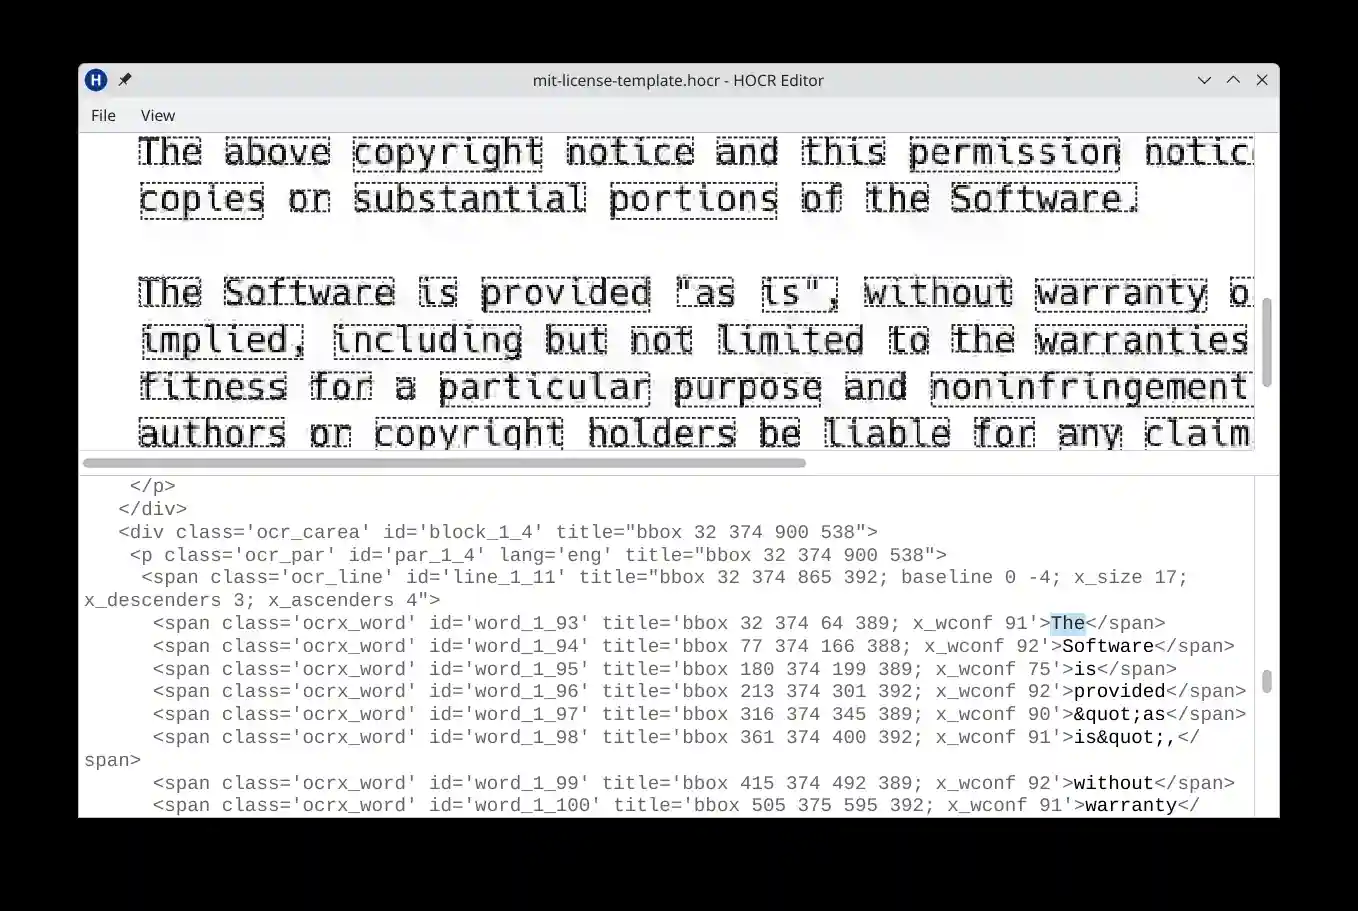 H
mit-license-template.hocr - HOCR Editor
File View
The above copyright notice and this permission notic
copies or substantial portions of the Software.
The Software is provided "as is", without warranty o
implied, including but not limited to the warranties
fitness for a particular purpose and noninfringement
authors or copyright holders be liable for any claim
</p>
</div>
<div class='ocr_carea' id='block_1_4' title="bbox 32 374 900 538">
<p class='ocr_par' id='par_1_4' lang='eng' title="bbox 32 374 900 538">
<span class='ocr_line' id='line_1_11' title="bbox 32 374 865 392; baseline 0 -4; x_size 17;
x_descenders 3; x_ascenders 4">
<span class='ocrx_word' id='word_1_93' title='bbox 32 374 64 389; x_wconf 91'>The</span>
<span class='ocrx_word' id='word_1_94' title='bbox 77 374 166 388; x_wconf 92'>Software</span>
<span class='ocrx_word' id='word_1_95' title='bbox 180 374 199 389; x_wconf 75'>is</span>
<span class='ocrx_word' id='word_1_96' title='bbox 213 374 301 392; x_wconf 92'>provided</span>
<span class='ocrx_word' id='word_1_97' title='bbox 316 374 345 389; x_wconf 90'>&quot;as</span>
<span class='ocrx_word' id='word_1_98' title='bbox 361 374 400 392; x_wconf 91'>is&quot;,</
span>
<span class='ocrx_word' id='word_1_99' title='bbox 415 374 492 389; x_wconf 92'>without</span>
<span class='ocrx_word' id='word_1_100' title='bbox 505 375 595 392; x_wconf 91'>warranty</